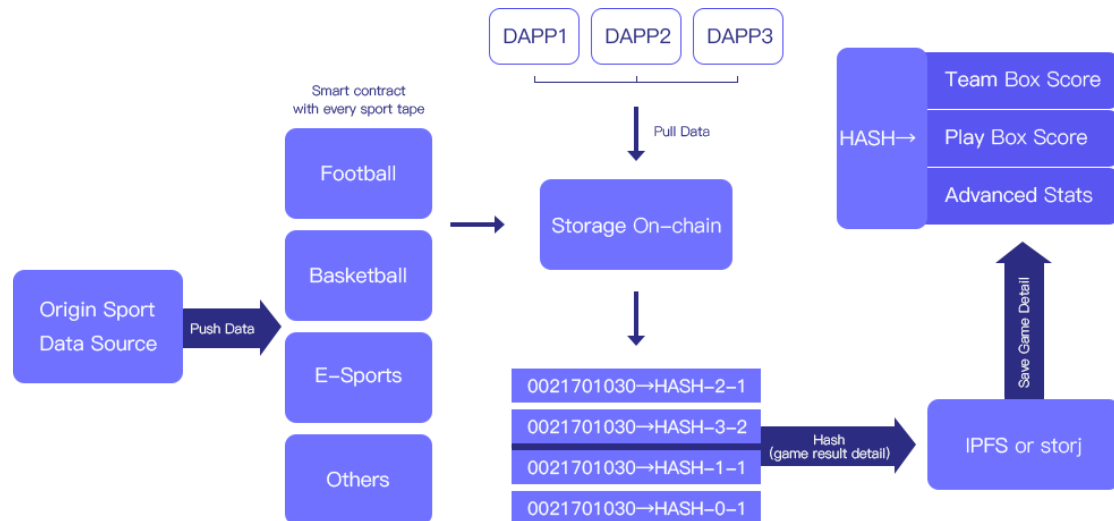 DAPP1
DAPP2
DAPP3
Pull Data
Smart contract
with every sport tape
Football
Basketball
E-Sports
Others
Origin Sport
Data Source
Push Data
Storage On-chain
0021701030→HASH-2-1
0021701030→HASH-3-2
0021701030→HASH-1-1
0021701030→HASH-0-1
Hash
(game result detail)
IPFS or storj
Save Game Detail
HASH→
Team Box Score
Play Box Score
Advanced Stats